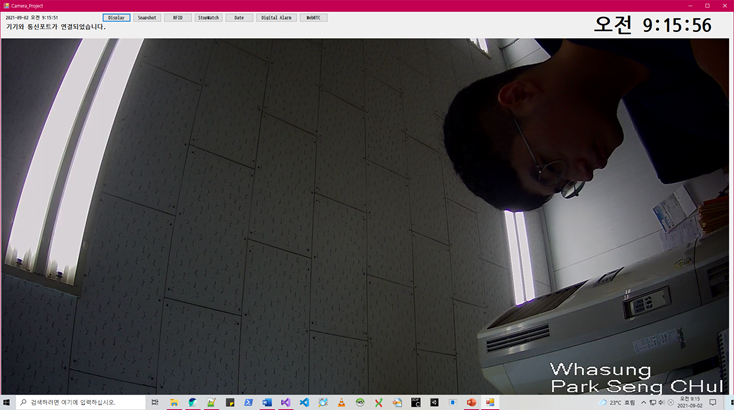 Camera_Project
2021-09-02 오전 9:15:51
Display Snapshot RFID StopWatch Date Digital Alarm WebRTC
기기와 통신포트가 연결되었습니다.
오전 9:15:56
Whasung
Park Seng CHul
검색하려면 여기에 입력하십시오.
23°C 흐림
오전 9:15
2021-09-02